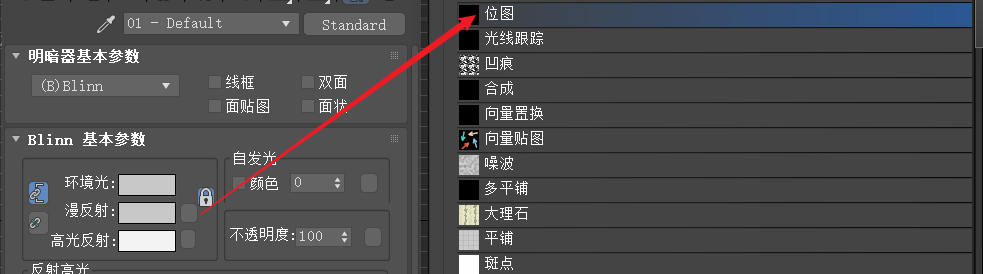 01 - Default
Standard
明暗器基本参数
(B)Blinn
线框
双面
面贴图
面状
Blinn 基本参数
环境光:
漫反射:
高光反射:
自发光
颜色
0
不透明度:
100
反射高光
位图
光线跟踪
凹痕
合成
向量置换
向量贴图
噪波
多平铺
大理石
平铺
斑点